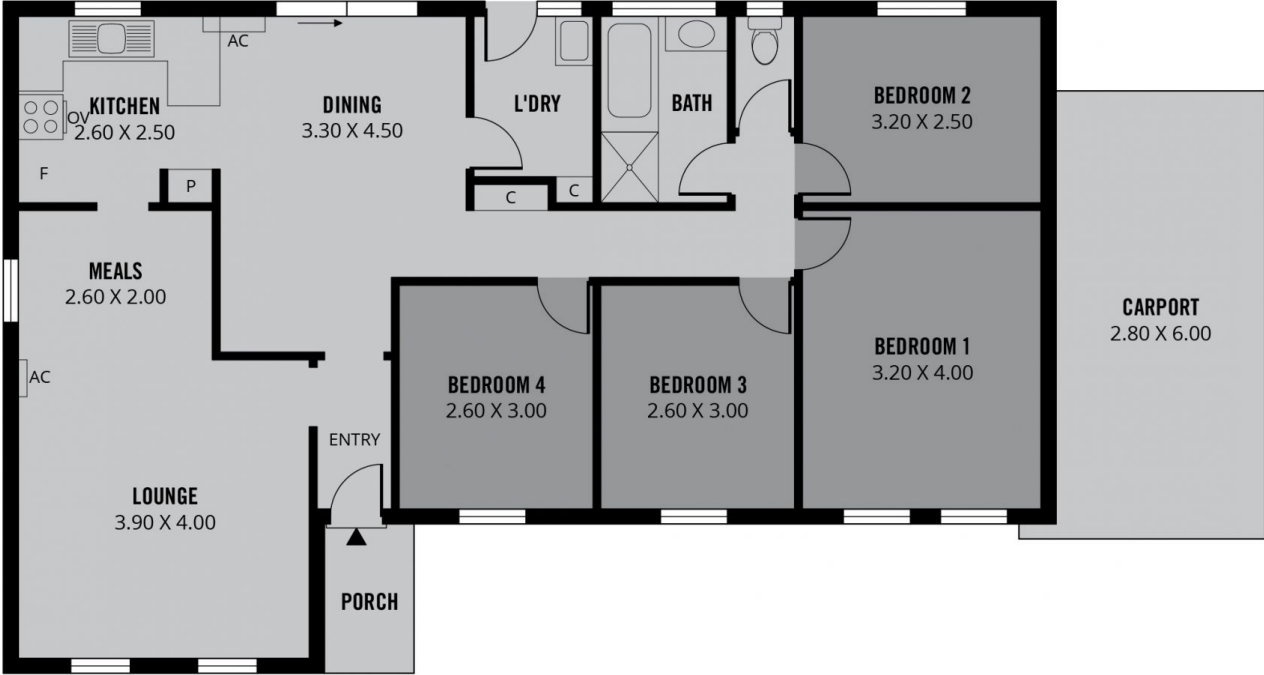 AC
KITCHEN
2.60 X 2.50
OV
F
P
DINING
3.30 X 4.50
L'DRY
C
C
BATH
BEDROOM 2
3.20 X 2.50
MEALS
2.60 X 2.00
AC
LOUNGE
3.90 X 4.00
ENTRY
BEDROOM 4
2.60 X 3.00
BEDROOM 3
2.60 X 3.00
BEDROOM 1
3.20 X 4.00
CARPORT
2.80 X 6.00
PORCH